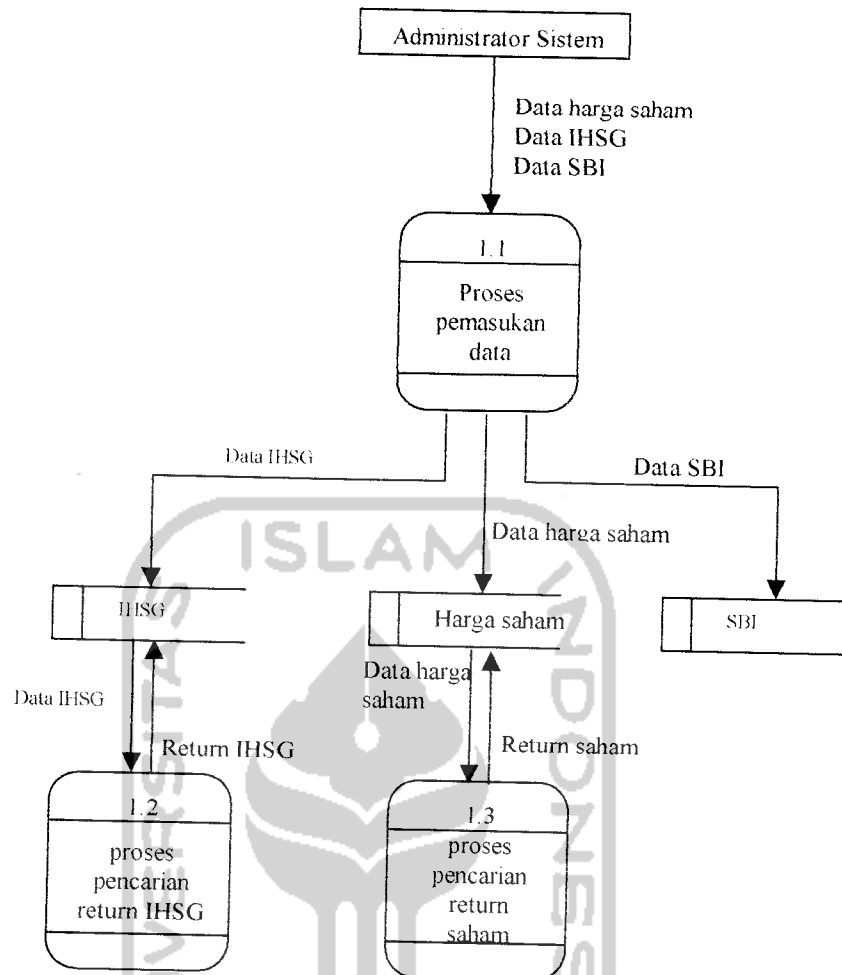 Administrator Sistem
Data harga saham
Data IHSG
Data SBI
1.1
Proses
pemasukan
data
Data IHSG
Data SBI
Data harga saham
ISLAM
UNIVERSITAS
INDONES
IHSG
Harga saham
SBI
Data IHSG
Return IHSG
Data harga
saham
Return saham
1.2
proses
pencarian
return IHSG
1.3
proses
pencarian
return
saham